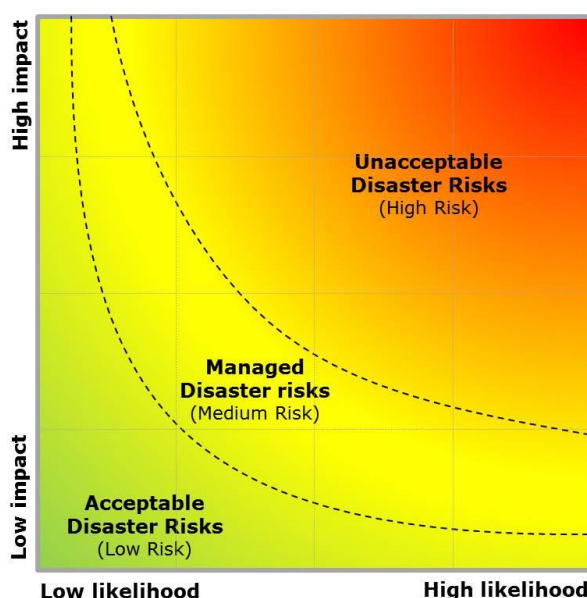 High impact
Unacceptable
Disaster Risks
(High Risk)
Managed
Disaster risks
(Medium Risk)
Low impact
Acceptable
Disaster Risks
(Low Risk)
Low likelihood
High likelihood